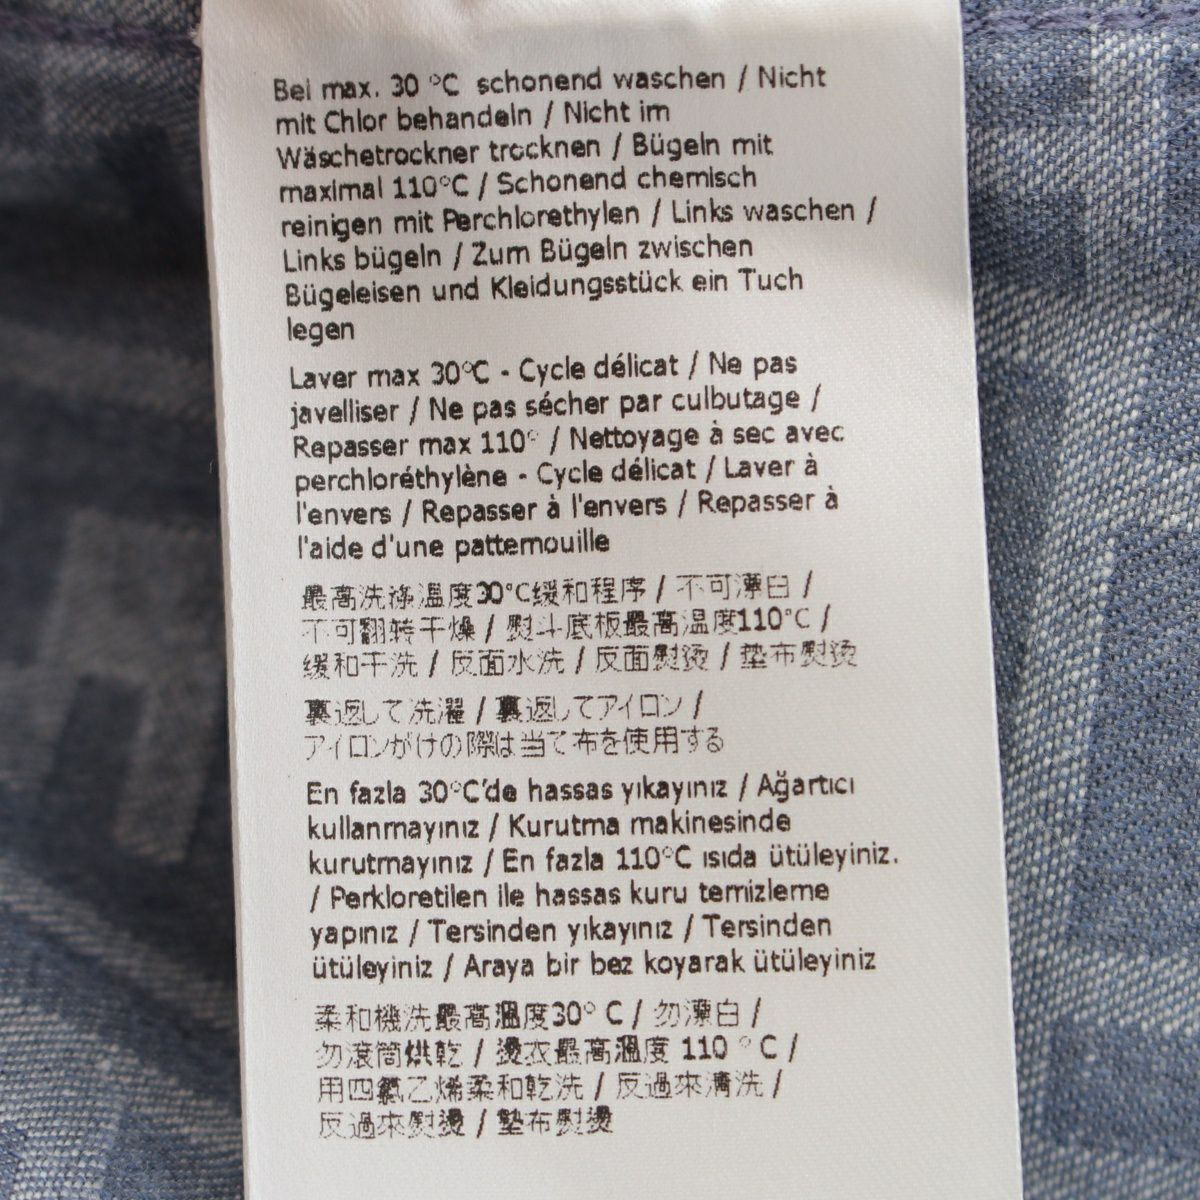 Bei max. 30 °C schonend waschen / Nicht
mit Chlor behandeln / Nicht im
Wäschetrockner trocknen / Bügeln mit
maximal 110°C / Schonend chemisch
reinigen mit Perchlorethylen / Links waschen /
Links bügeln / Zum Bügeln zwischen
Bügeleisen und Kleidungsstück ein Tuch
legen
Laver max 30°C - Cycle délicat / Ne pas
javelliser / Ne pas sécher par culbutage /
Repasser max 110° / Nettoyage à sec avec
perchloréthylène - Cycle délicat / Laver à
l'envers / Repasser à l'envers / Repasser à
l'aide d'une pattemouille
最高洗涤温度30°C缓和程序 / 不可漂白 /
不可翻转干燥 / 熨斗底板最高温度110°C /
缓和干洗 / 反面水洗 / 反面熨烫 / 垫布熨烫
裏返して洗濯 / 裏返してアイロン /
アイロンがけの際は当て布を使用する
En fazla 30°C'de hassas yıkayınız / Ağartıcı
kullanmayınız / Kurutma makinesinde
kurutmayınız / En fazla 110°C ısıda ütüleyiniz.
/ Perkloretilen ile hassas kuru temizleme
yapınız / Tersinden yıkayınız / Tersinden
ütüleyiniz / Araya bir bez koyarak ütüleyiniz
柔和機洗最高溫度30° C / 勿漂白 /
勿滾筒烘乾 / 燙衣最高溫度 110 ° C /
用四氯乙烯柔和乾洗 / 反過來清洗 /
反過來熨燙 / 墊布熨燙